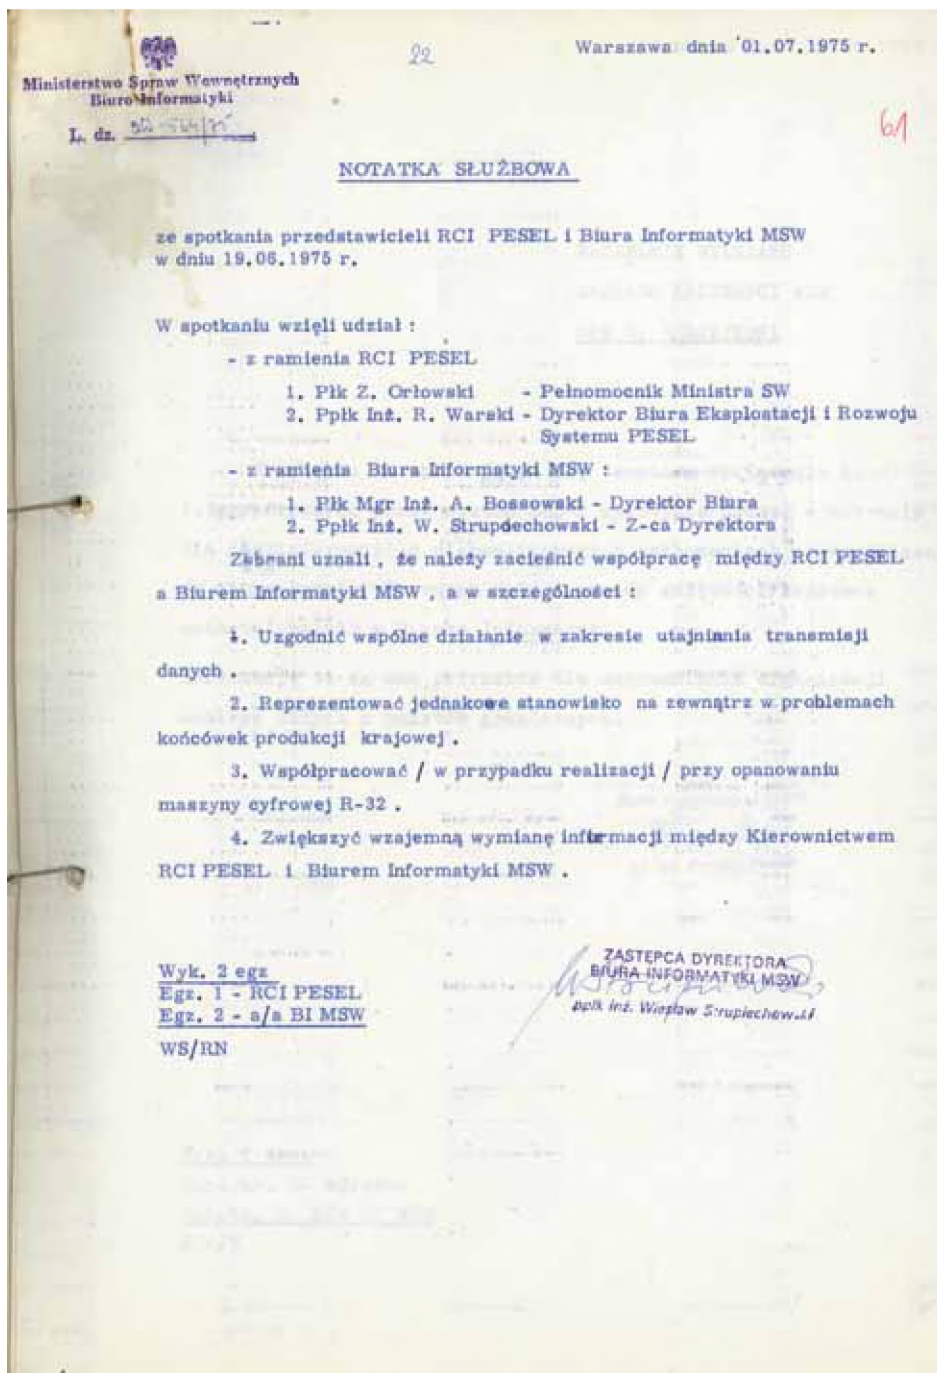 22
Warszawa dnia 01.07.1975 r.
Ministerstwo Spraw Wewnętrznych
Biuro Informatyki
L. dz.
61
NOTATKA SŁUŻBOWA
ze spotkania przedstawicieli RCI PESEL i Biura Informatyki MSW
w dniu 19.06.1975 r.
W spotkaniu wzięli udział :
- z ramienia RCI PESEL
1. Płk Z. Orłowski - Pełnomocnik Ministra SW
2. Ppłk Inż. R. Warski - Dyrektor Biura Eksploatacji i Rozwoju
Systemu PESEL
- z ramienia Biura Informatyki MSW :
1. Płk Mgr Inż. A. Bossowski - Dyrektor Biura
2. Ppłk Inż. W. Strupiechowski - Z-ca Dyrektora
Zebrani uznali , że należy zacieśnić współpracę między RCI PESEL
a Biurem Informatyki MSW , a w szczególności :
1. Uzgodnić wspólne działanie w zakresie utajniania transmisji
danych .
2. Reprezentować jednakowe stanowisko na zewnątrz w problemach
końcówek produkcji krajowej .
3. Współpracować / w przypadku realizacji / przy opanowaniu
maszyny cyfrowej R-32 .
4. Zwiększyć wzajemną wymianę informacji między Kierownictwem
RCI PESEL i Biurem Informatyki MSW .
Wyk. 2 egz
Egz. 1 - RCI PESEL
Egz. 2 - a/a BI MSW
WS/RN
ZASTĘPCA DYREKTORA
BIURA INFORMATYKI MSW
ppłk inż. Wiesław Strupiechowski